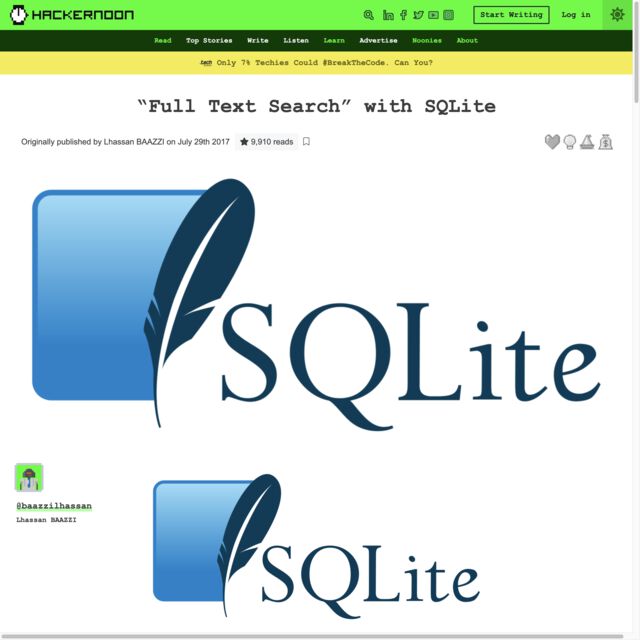 HACKERNOON
Start Writing
Log in
Read Top Stories Write Listen Learn Advertise Noonies About
.tech Only 7% Techies Could #BreakTheCode. Can You?
“Full Text Search” with SQLite
Originally published by Lhassan BAAZZI on July 29th 2017 9,910 reads
SQLite
@baazzilhassan
Lhassan BAAZZI
SQLite